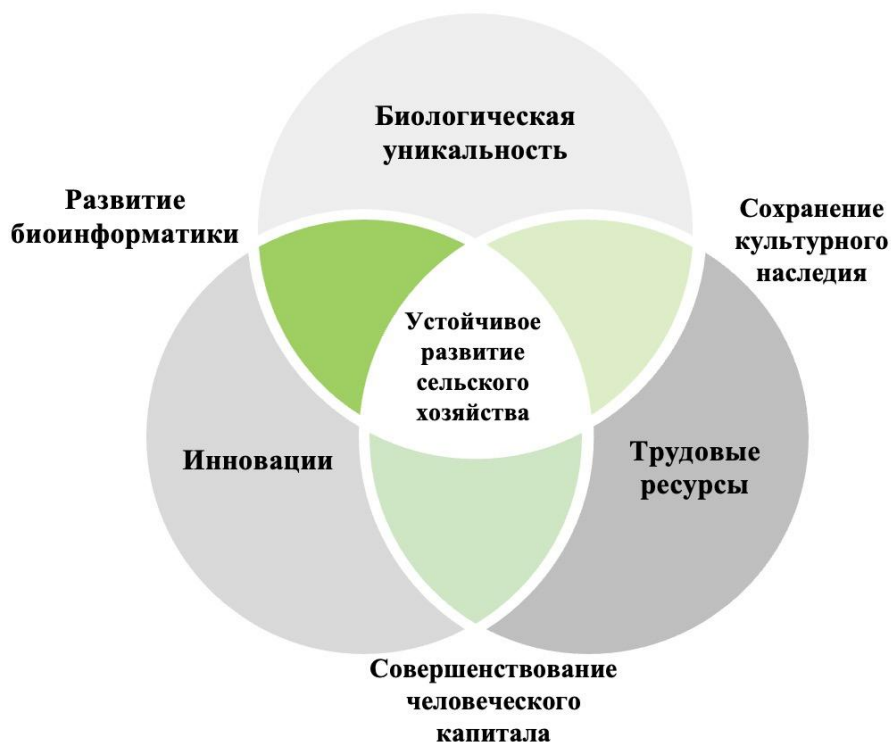 Биологическая
уникальность
Развитие
биоинформатики
Сохранение
культурного
наследия
Устойчивое
развитие
сельского
хозяйства
Инновации
Трудовые
ресурсы
Совершенствование
человеческого
капитала